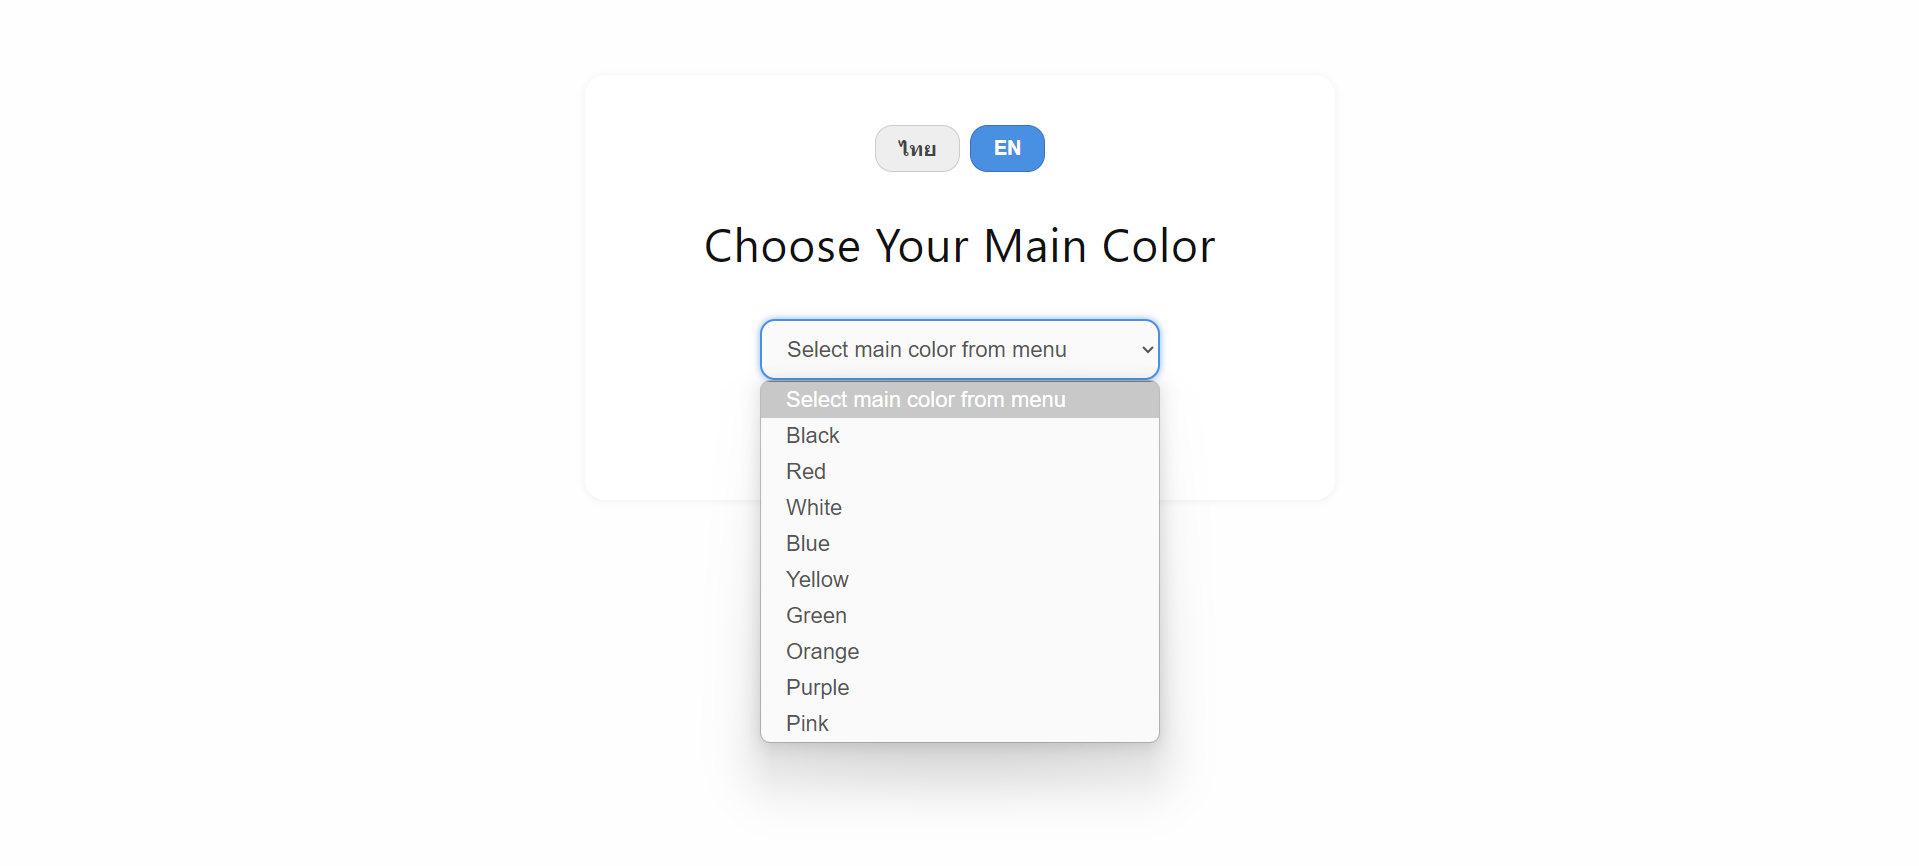 ไทย EN
Choose Your Main Color
Select main color from menu
Select main color from menu
Black
Red
White
Blue
Yellow
Green
Orange
Purple
Pink